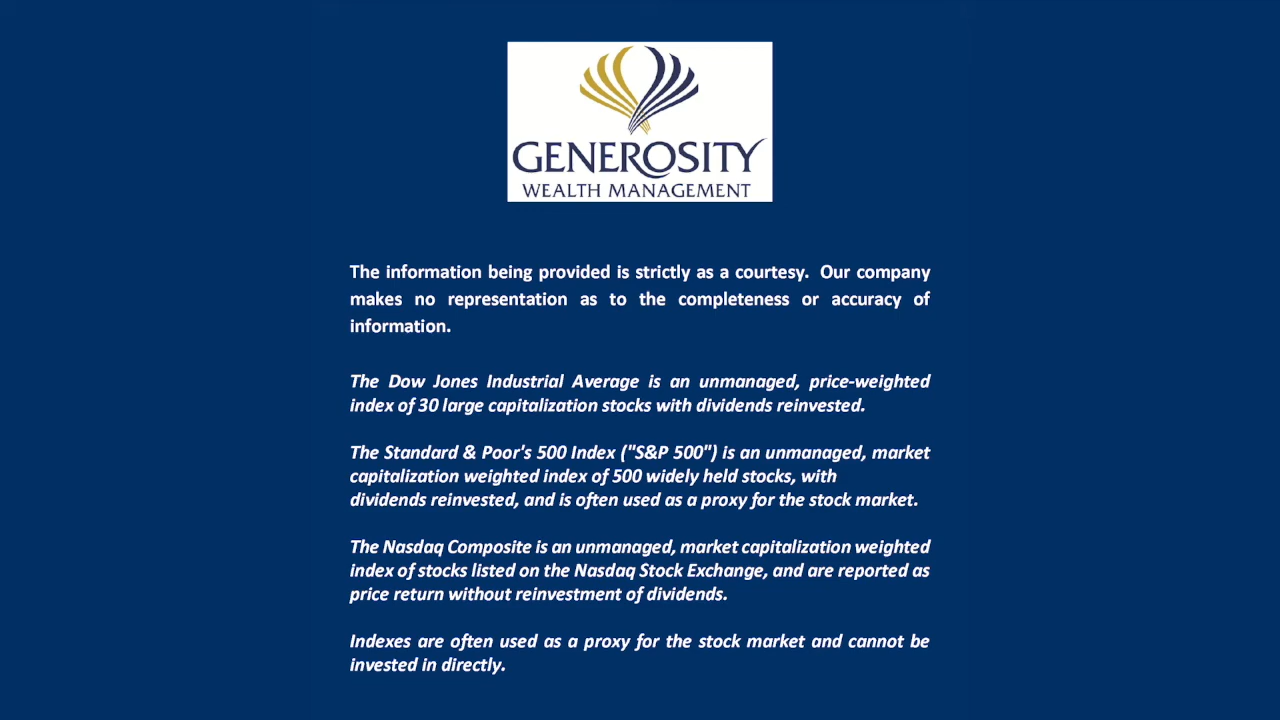 GENEROSITY
WEALTH MANAGEMENT
The information being provided is strictly as a courtesy. Our company
makes no representation as to the completeness or accuracy of
information.
The Dow Jones Industrial Average is an unmanaged, price-weighted
index of 30 large capitalization stocks with dividends reinvested.
The Standard & Poor's 500 Index ("S&P 500") is an unmanaged, market
capitalization weighted index of 500 widely held stocks, with
dividends reinvested, and is often used as a proxy for the stock market.
The Nasdaq Composite is an unmanaged, market capitalization weighted
index of stocks listed on the Nasdaq Stock Exchange, and are reported as
price return without reinvestment of dividends.
Indexes are often used as a proxy for the stock market and cannot be
invested in directly.